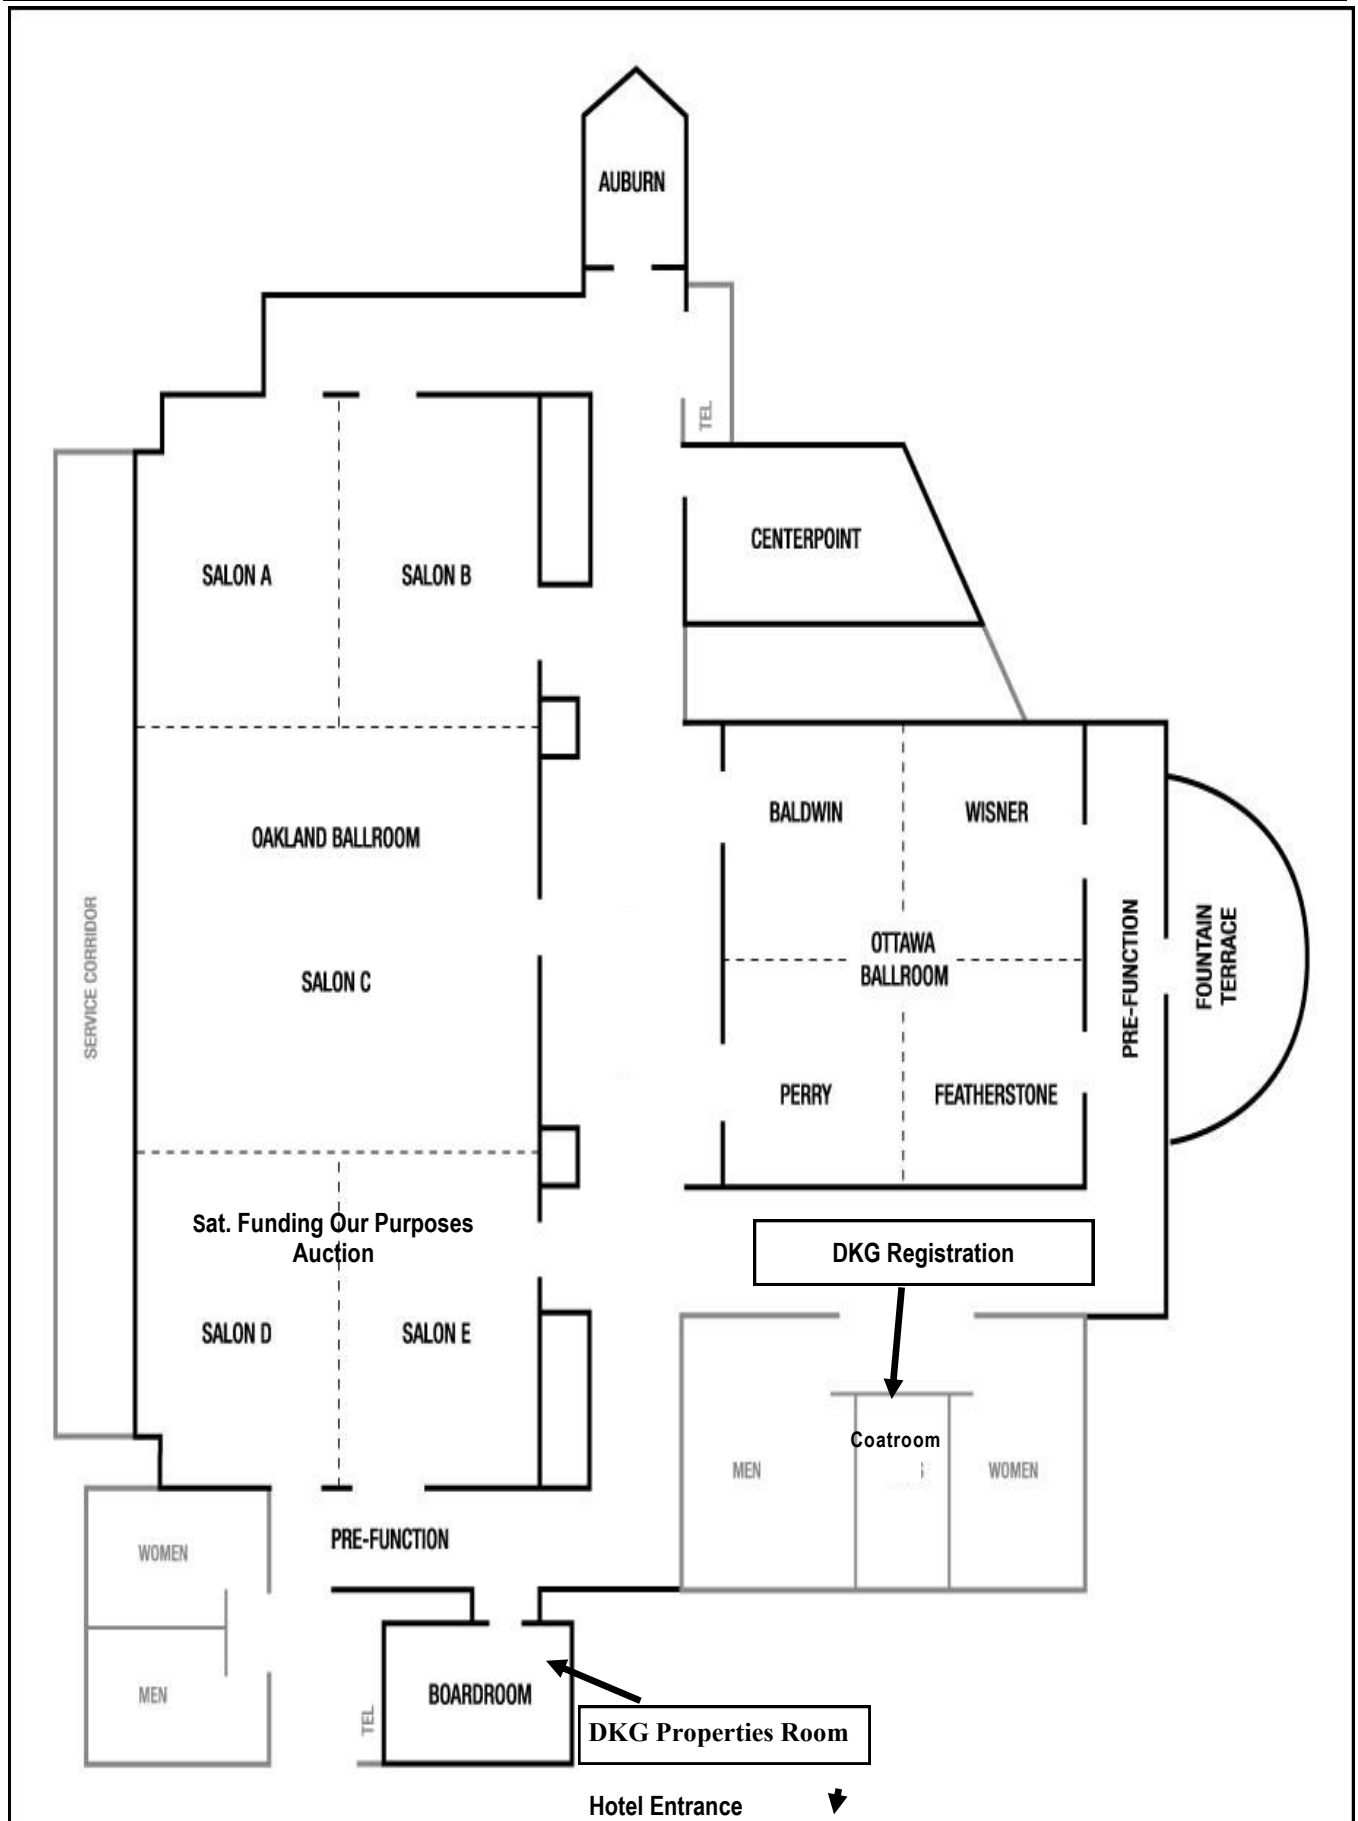 AUBURN
TEL
CENTERPOINT
SALON A
SALON B
BALDWIN
WISNER
OAKLAND BALLROOM
SERVICE CORRIDOR
OTTAWA
BALLROOM
PRE-FUNCTION
FOUNTAIN
TERRACE
SALON C
PERRY
FEATHERSTONE
Sat. Funding Our Purposes
Auction
DKG Registration
SALON D
SALON E
Coatroom
MEN
WOMEN
PRE-FUNCTION
WOMEN
MEN
TEL
BOARDROOM
DKG Properties Room
Hotel Entrance